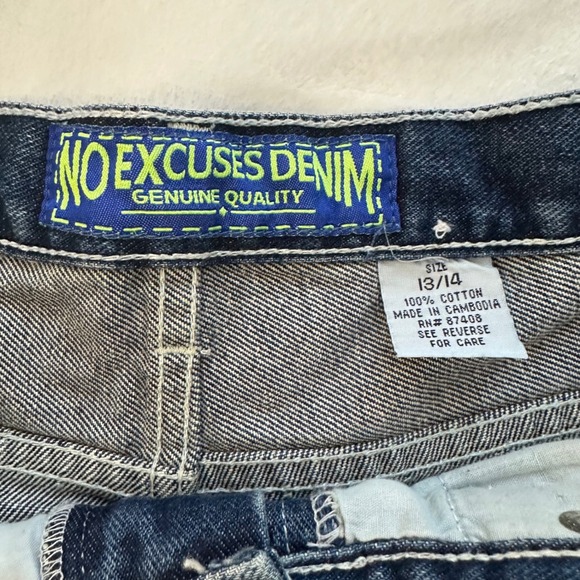 NO EXCUSES DENIM
GENUINE QUALITY
SIZE
13/14
100% COTTON
MADE IN CAMBODIA
RN# 87408
SEE REVERSE
FOR CARE